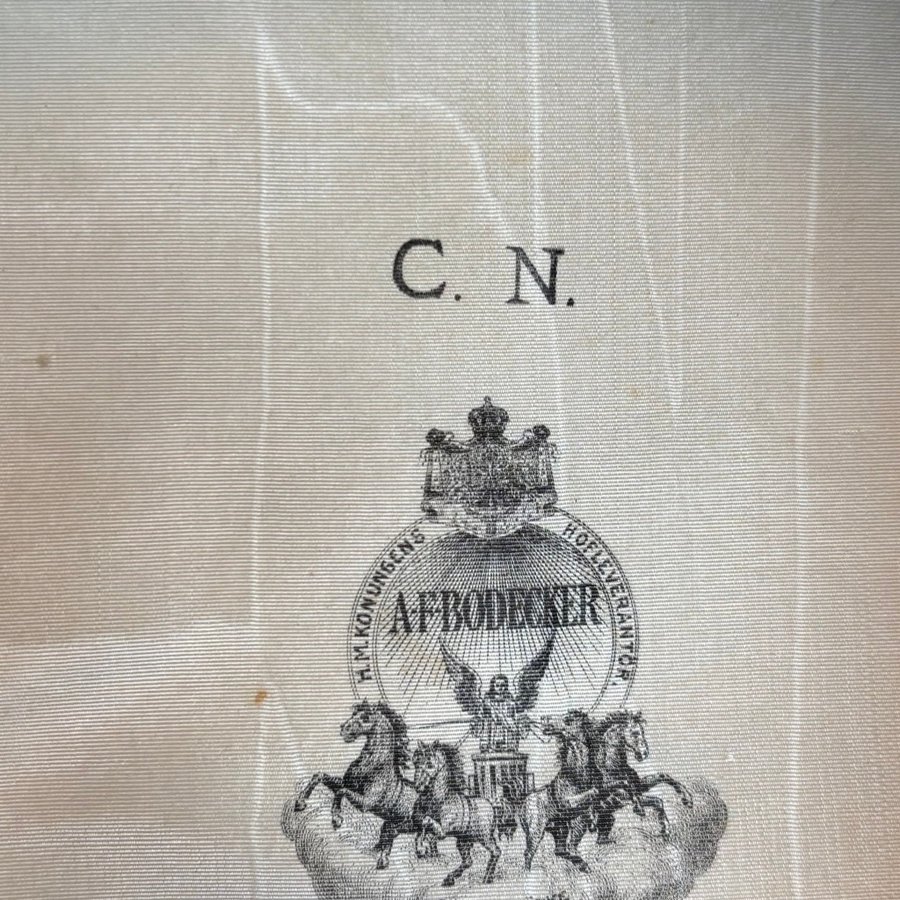 C. N.
H.M.KONUNGENS HOFLEVERANTÖR.
A·F·BODECKER